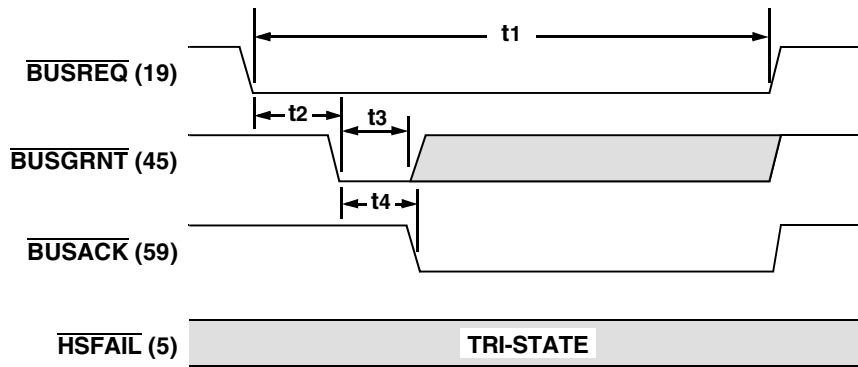 t1
BUSREQ (19)
t2
t3
BUSGRNT (45)
t4
BUSACK (59)
HSFAIL (5)
TRI-STATE